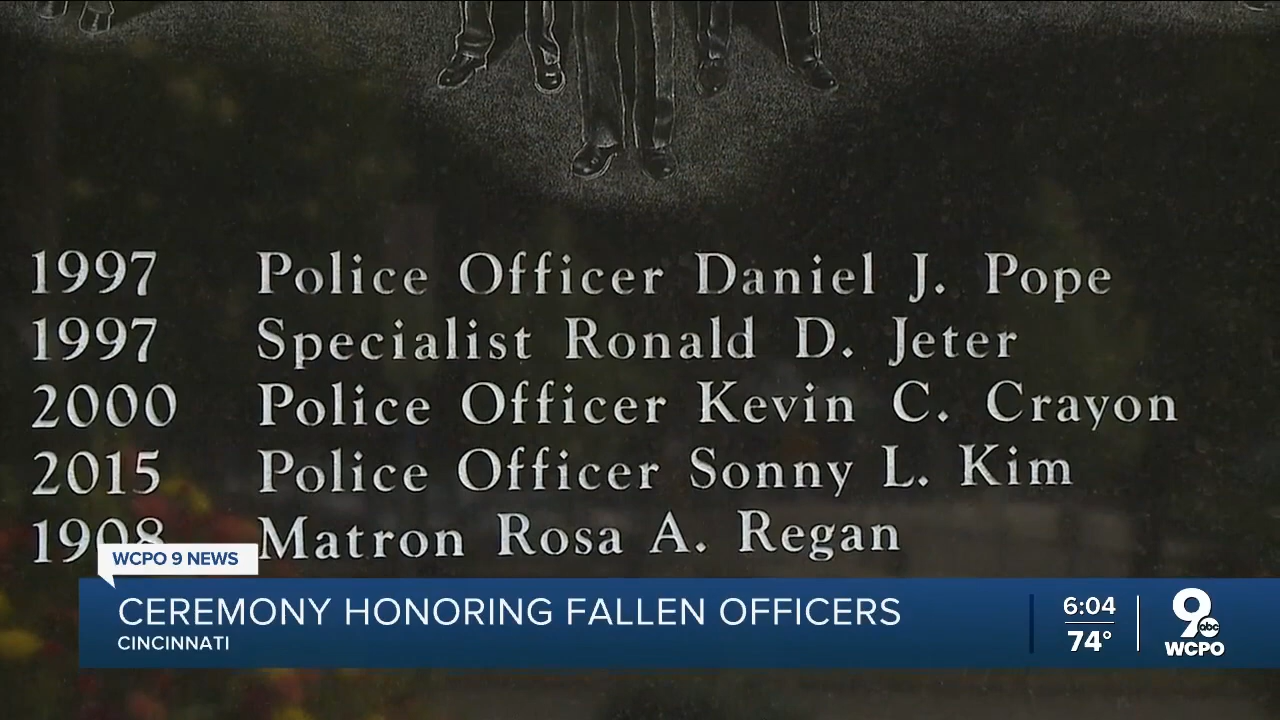 1997 Police Officer Daniel J. Pope
1997 Specialist Ronald D. Jeter
2000 Police Officer Kevin C. Crayon
2015 Police Officer Sonny L. Kim
1908 Matron Rosa A. Regan
WCPO 9 NEWS
CEREMONY HONORING FALLEN OFFICERS
CINCINNATI
6:04
74°
9 abc
WCPO